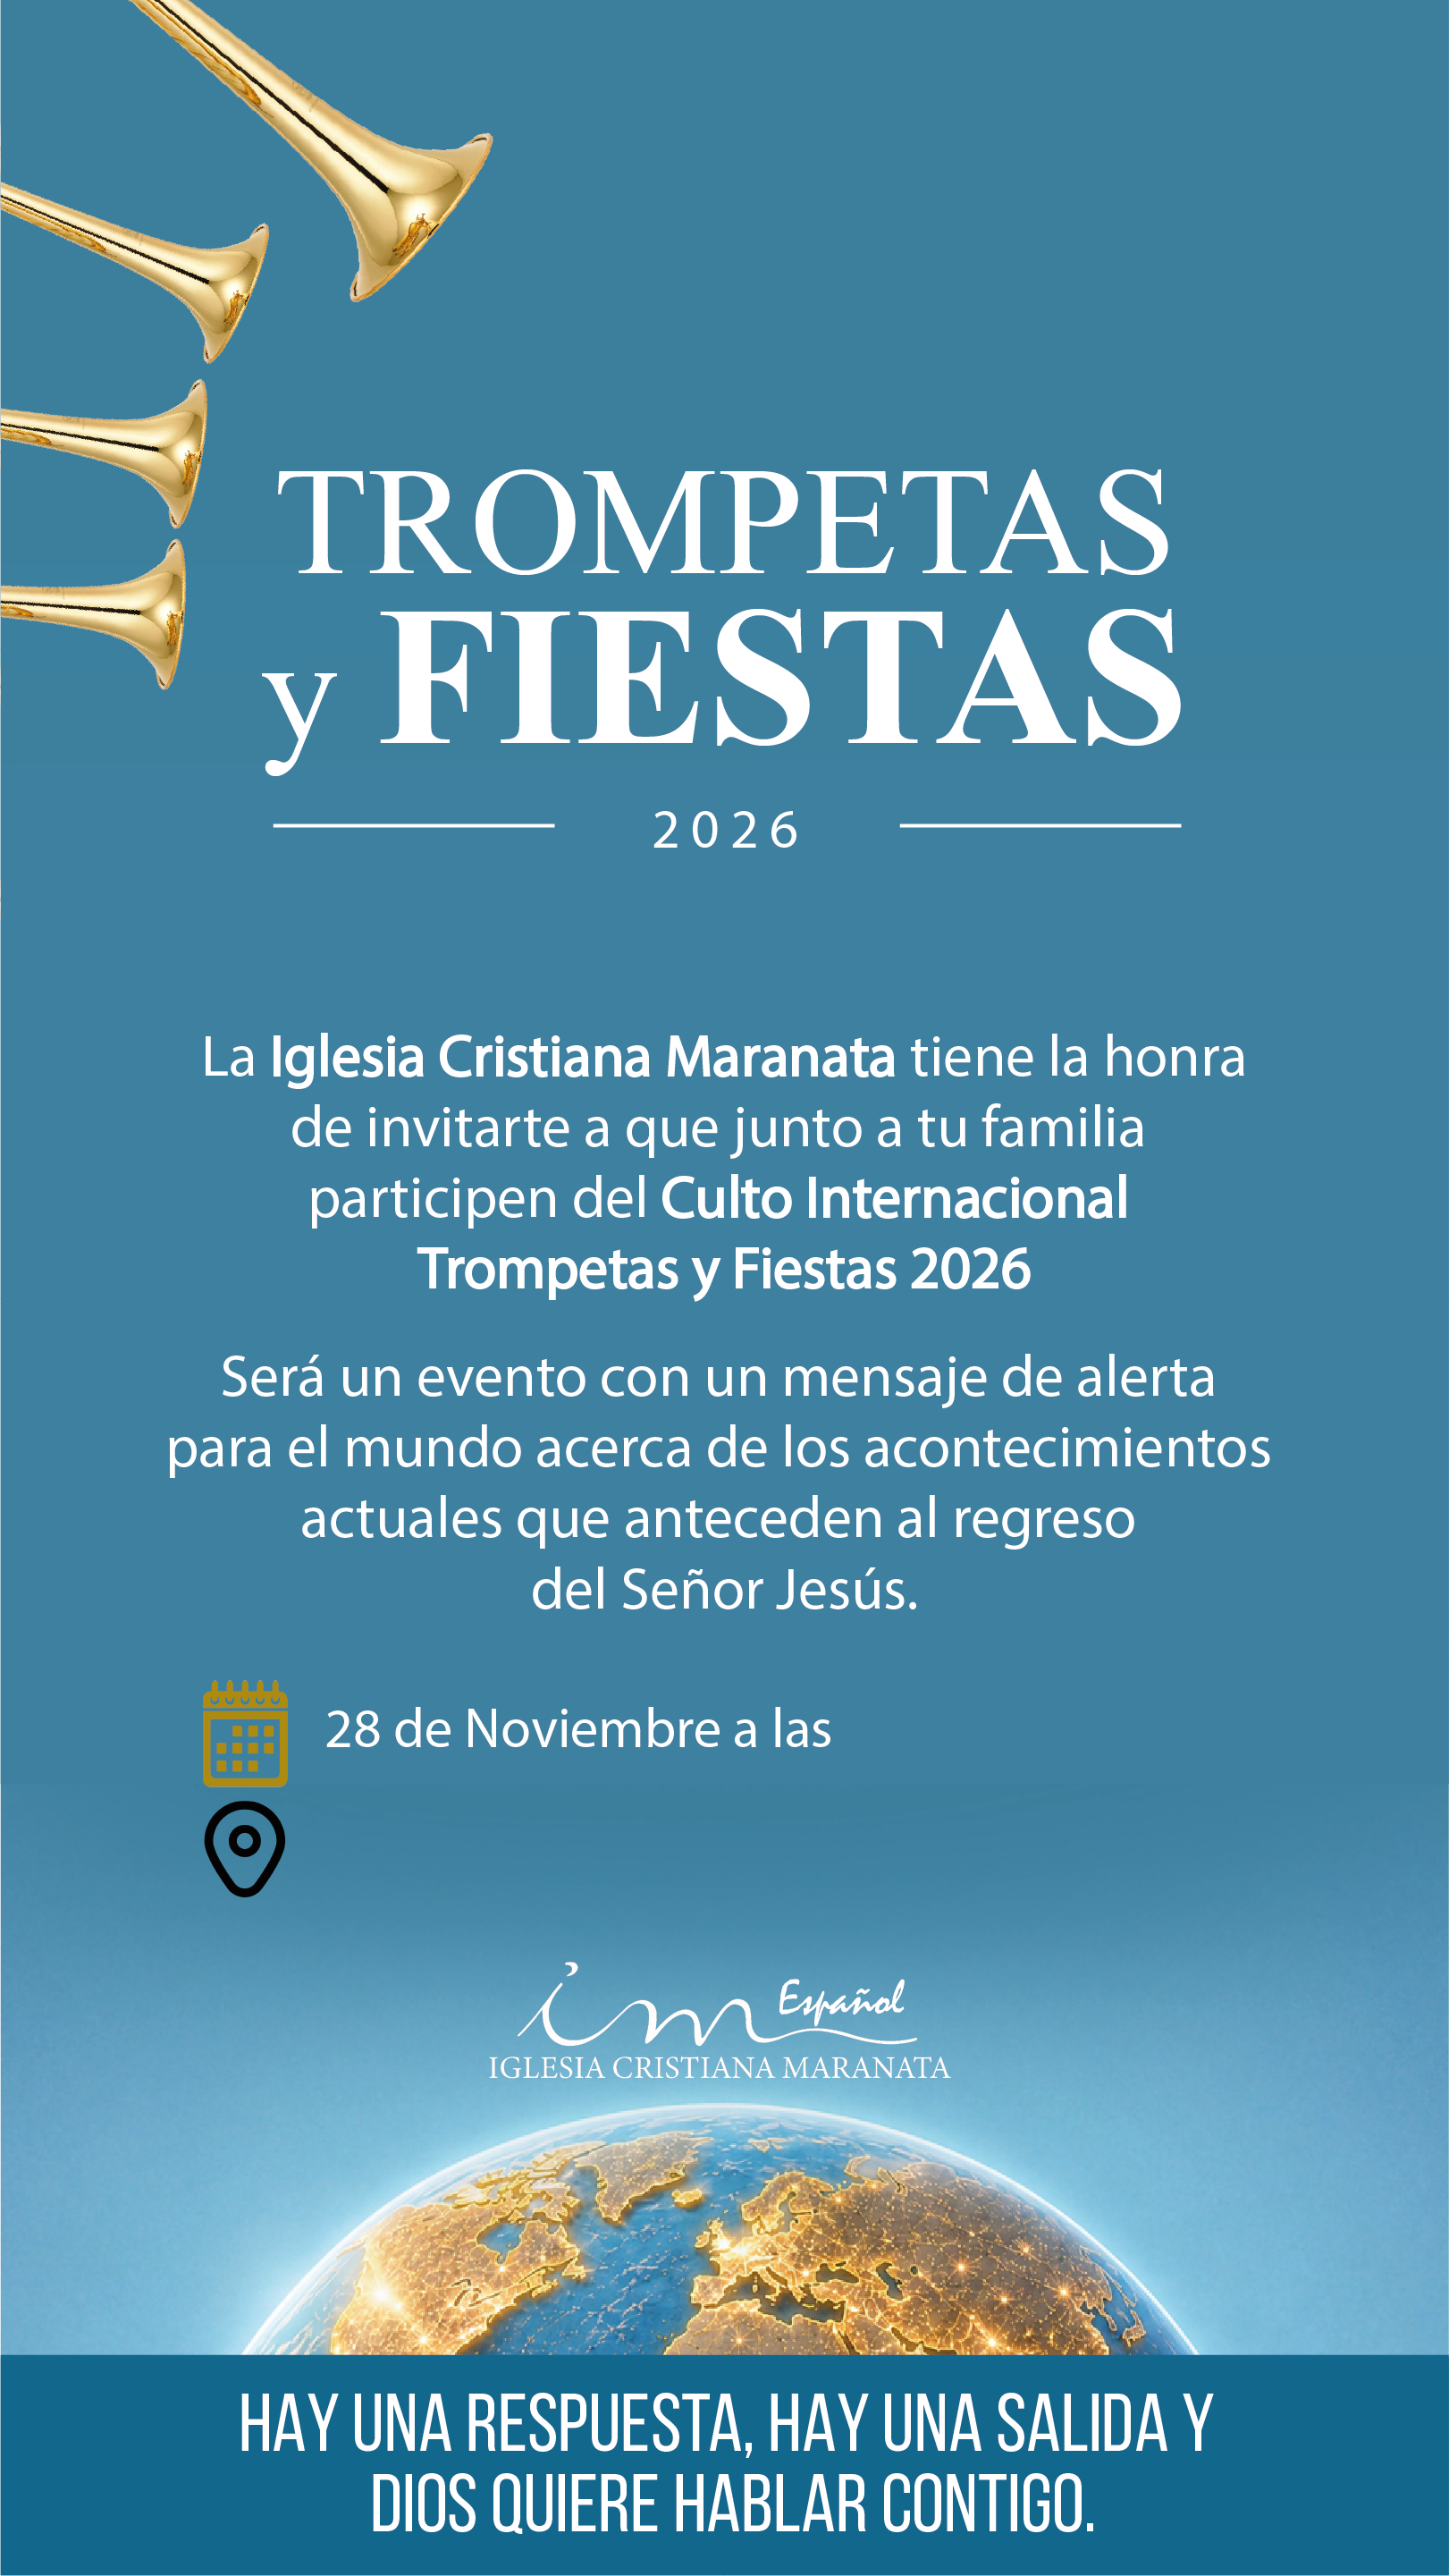 TROMPETAS
y FIESTAS
2026
La Iglesia Cristiana Maranata tiene la honra
de invitarte a que junto a tu familia
participen del Culto Internacional
Trompetas y Fiestas 2026
Será un evento con un mensaje de alerta
para el mundo acerca de los acontecimientos
actuales que anteceden al regreso
del Señor Jesús.
28 de Noviembre a las
im Español
IGLESIA CRISTIANA MARANATA
HAY UNA RESPUESTA, HAY UNA SALIDA Y
DIOS QUIERE HABLAR CONTIGO.